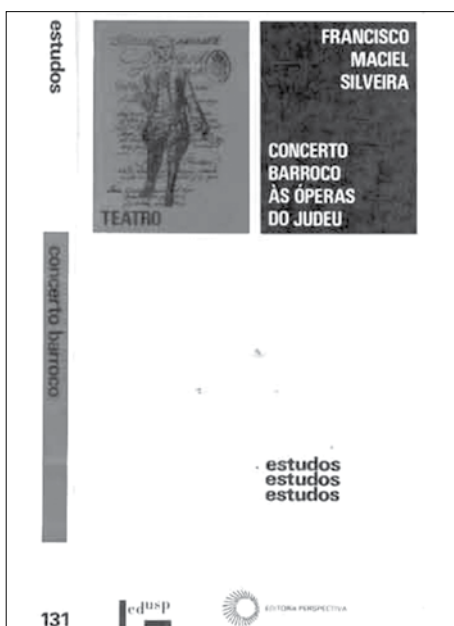 estudos
TEATRO
FRANCISCO
MACIEL
SILVEIRA
CONCERTO
BARROCO
ÀS ÓPERAS
DO JUDEU
concerto barroco
estudos
estudos
estudos
131
edusp
EDITORA PERSPECTIVA